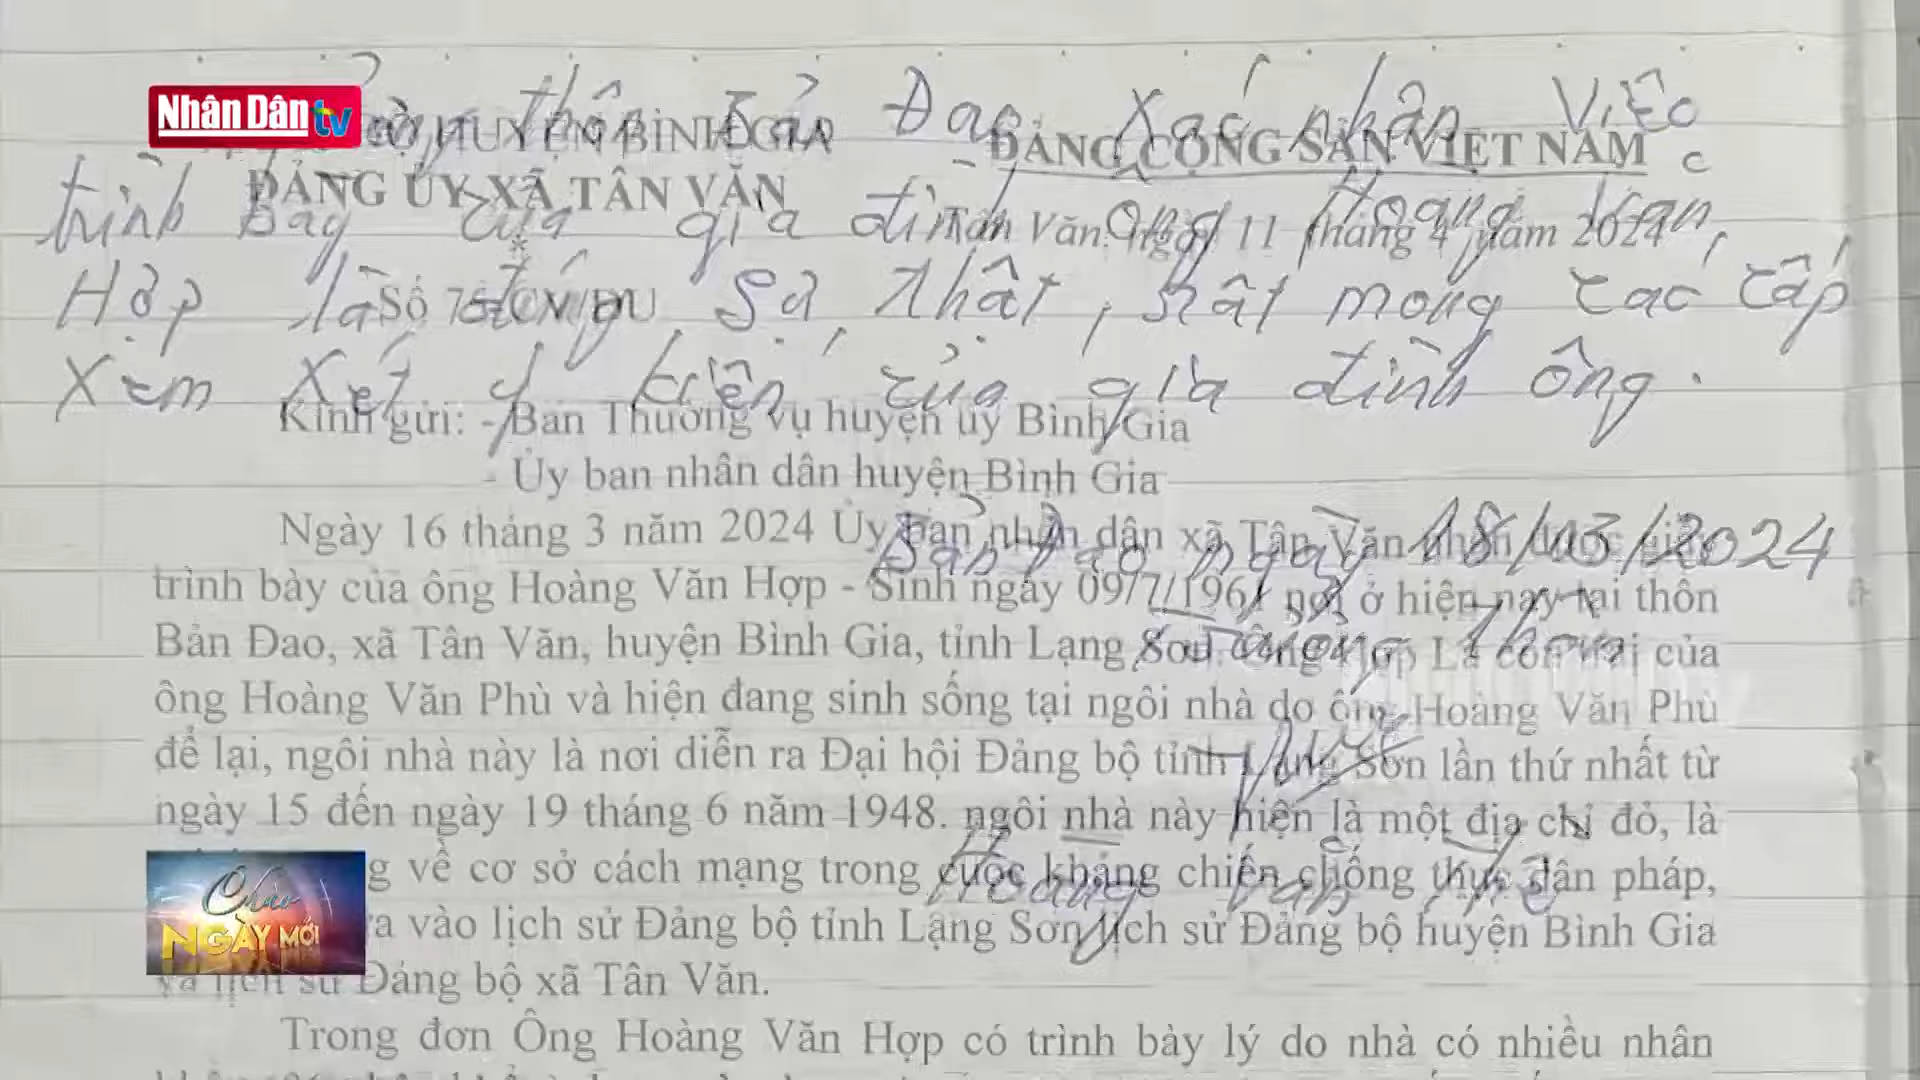 Nhân Dân tv
thôn Bản Đao xác nhận việc
trình bày của gia đình ông Hoàng Văn
Hợp là đúng sự thật, rất mong các cấp
xem xét ý kiến của gia đình ông.
Bản Đao ngày 18/03/2024
Trưởng thôn
Hoàng Văn
HUYỆN BÌNH GIA
ĐẢNG ỦY XÃ TÂN VĂN
*
Số
ĐẢNG CỘNG SẢN VIỆT NAM
Tân Văn, ngày 11 tháng 4 năm 2024
Kính gửi: - Ban Thường vụ huyện ủy Bình Gia
- Ủy ban nhân dân huyện Bình Gia
Ngày 16 tháng 3 năm 2024 Ủy ban nhân dân xã Tân Văn nhận được
trình bày của ông Hoàng Văn Hợp - Sinh ngày 09/7/1961 nơi ở hiện nay tại thôn
Bản Đao, xã Tân Văn, huyện Bình Gia, tỉnh Lạng Sơn. Ông Hợp Là con trai của
ông Hoàng Văn Phù và hiện đang sinh sống tại ngôi nhà do ông Hoàng Văn Phù
để lại, ngôi nhà này là nơi diễn ra Đại hội Đảng bộ tỉnh Lạng Sơn lần thứ nhất từ
ngày 15 đến ngày 19 tháng 6 năm 1948. ngôi nhà này hiện là một địa chỉ đỏ, là
về cơ sở cách mạng trong cuộc kháng chiến chống thực dân pháp,
vào lịch sử Đảng bộ tỉnh Lạng Sơn lịch sử Đảng bộ huyện Bình Gia
và lịch sử Đảng bộ xã Tân Văn.
Trong đơn Ông Hoàng Văn Hợp có trình bày lý do nhà có nhiều nhân
Chào
NGÀY MỚI